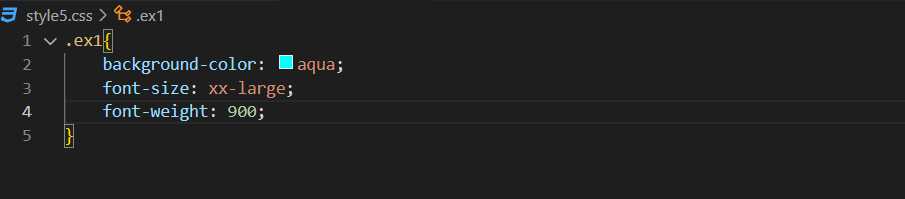 style5.css > .ex1
1 .ex1{
2 background-color: aqua;
3 font-size: xx-large;
4 font-weight: 900;
5 }